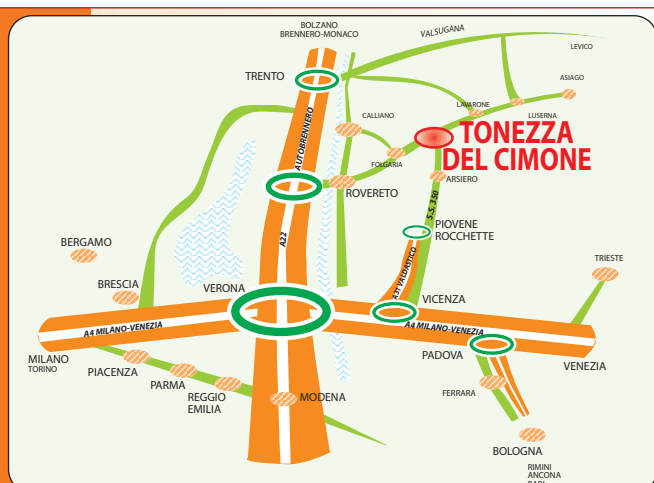 BOLZANO
BRENNERO-MONACO
VALSUGANA
LEVICO
TRENTO
ASIAGO
LAVARONE
LUSERNA
CALLIANO
AUTOBRENNERO
TONEZZA
DEL CIMONE
FOLGARIA
ARSIERO
ROVERETO
S.S. 350
PIOVENE
ROCCHETTE
A22
BERGAMO
A31 VALDASTICO
TRIESTE
BRESCIA
VERONA
VICENZA
A4 MILANO-VENEZIA
A4 MILANO-VENEZIA
MILANO
TORINO
PADOVA
VENEZIA
PIACENZA
PARMA
REGGIO
EMILIA
MODENA
FERRARA
BOLOGNA
RIMINI
ANCONA